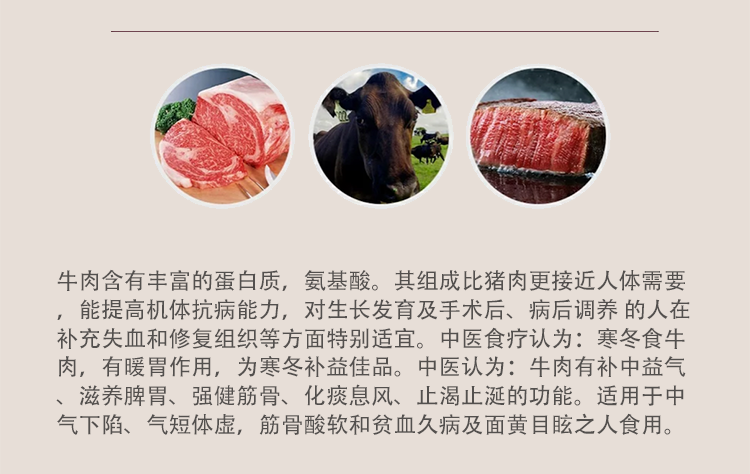 牛肉含有丰富的蛋白质，氨基酸。其组成比猪肉更接近人体需要
，能提高机体抗病能力，对生长发育及手术后、病后调养 的人在
补充失血和修复组织等方面特别适宜。中医食疗认为：寒冬食牛
肉，有暖胃作用，为寒冬补益佳品。中医认为：牛肉有补中益气
、滋养脾胃、强健筋骨、化痰息风、止渴止涎的功能。适用于中
气下陷、气短体虚，筋骨酸软和贫血久病及面黄目眩之人食用。